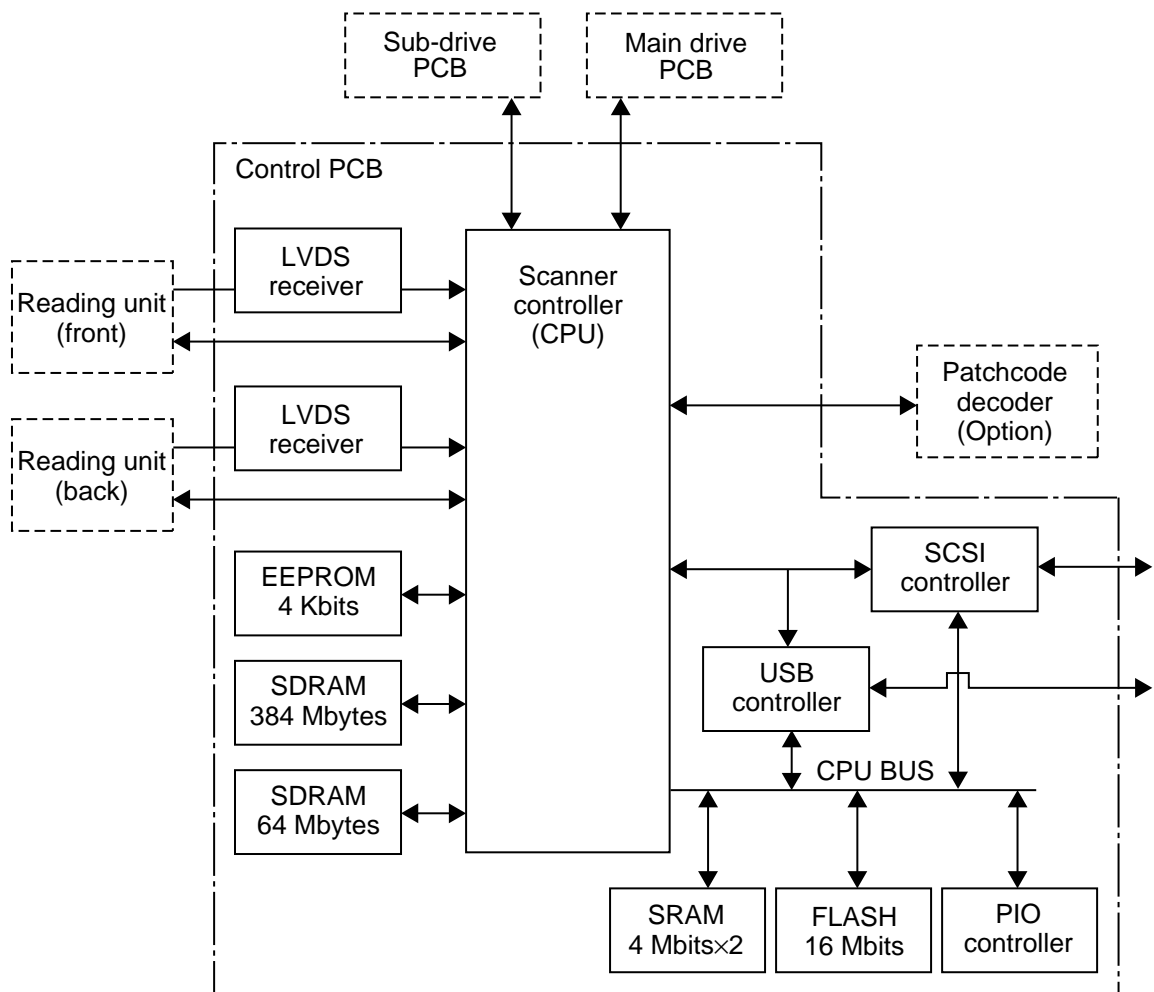 Sub-drive
PCB
Main drive
PCB
Control PCB
LVDS
receiver
Reading unit
(front)
Scanner
controller
(CPU)
Patchcode
decoder
(Option)
LVDS
receiver
Reading unit
(back)
SCSI
controller
EEPROM
4 Kbits
USB
controller
SDRAM
384 Mbytes
CPU BUS
SDRAM
64 Mbytes
SRAM
4 Mbits×2
FLASH
16 Mbits
PIO
controller